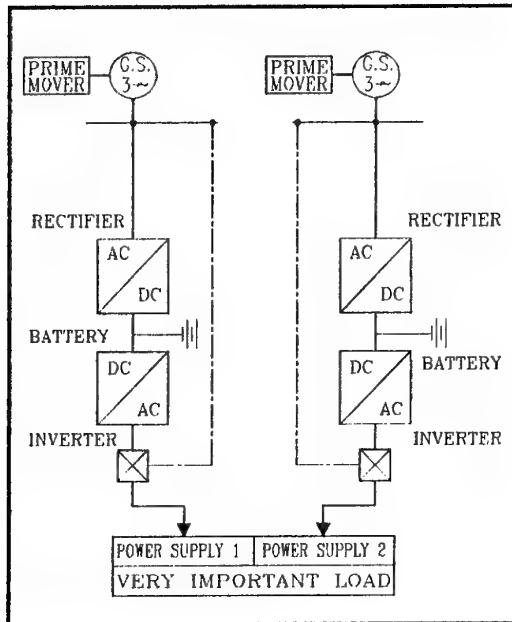 PRIME
MOVER
G.S.
3~
PRIME
MOVER
G.S.
3~
RECTIFIER
AC
DC
BATTERY
DC
AC
INVERTER
RECTIFIER
AC
DC
BATTERY
DC
AC
INVERTER
POWER SUPPLY 1
POWER SUPPLY 2
VERY IMPORTANT LOAD